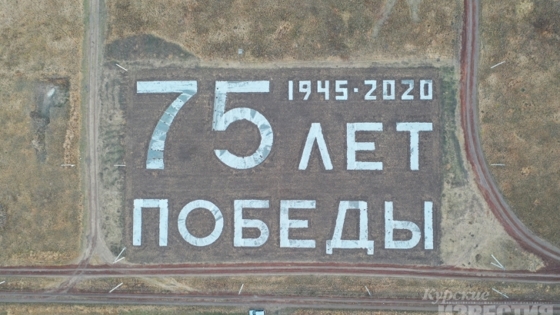 75 1945·2020
ЛЕТ
ПОБЕДЫ
Курские
ИЗВЕСТИЯ